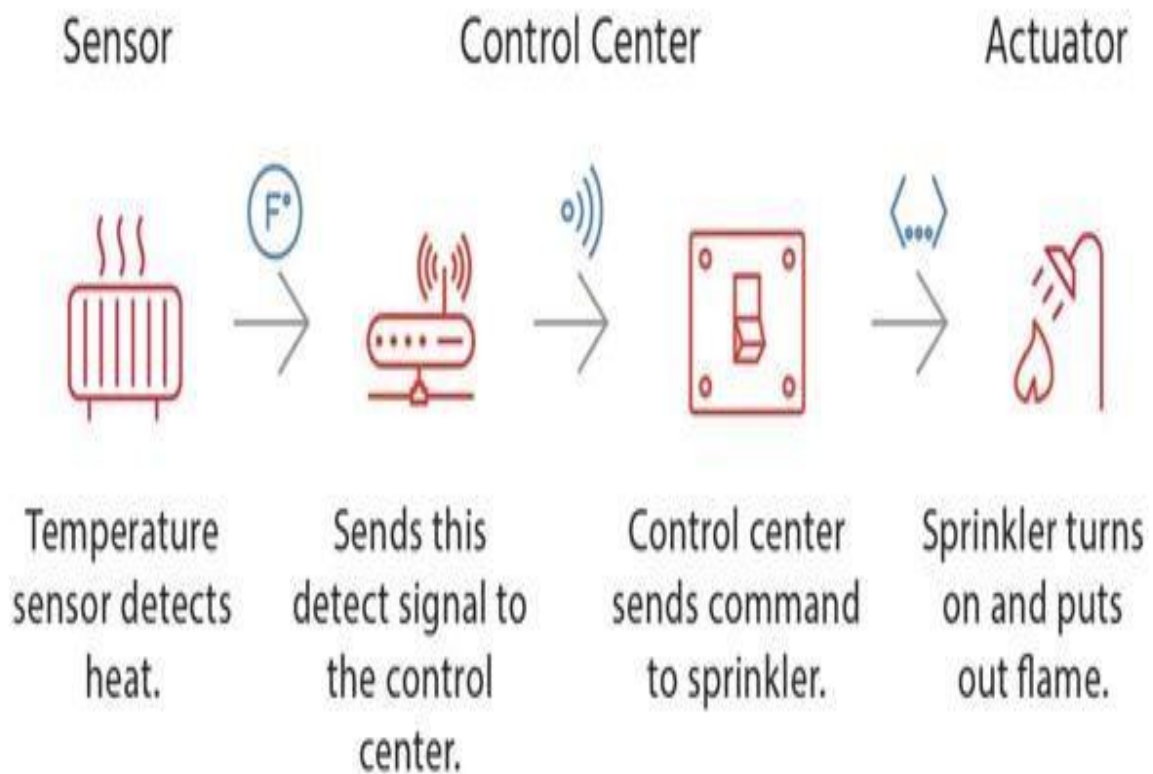 Sensor
Control Center
Actuator
F°
Temperature
sensor detects
heat.
Sends this
detect signal to
the control
center.
Control center
sends command
to sprinkler.
Sprinkler turns
on and puts
out flame.